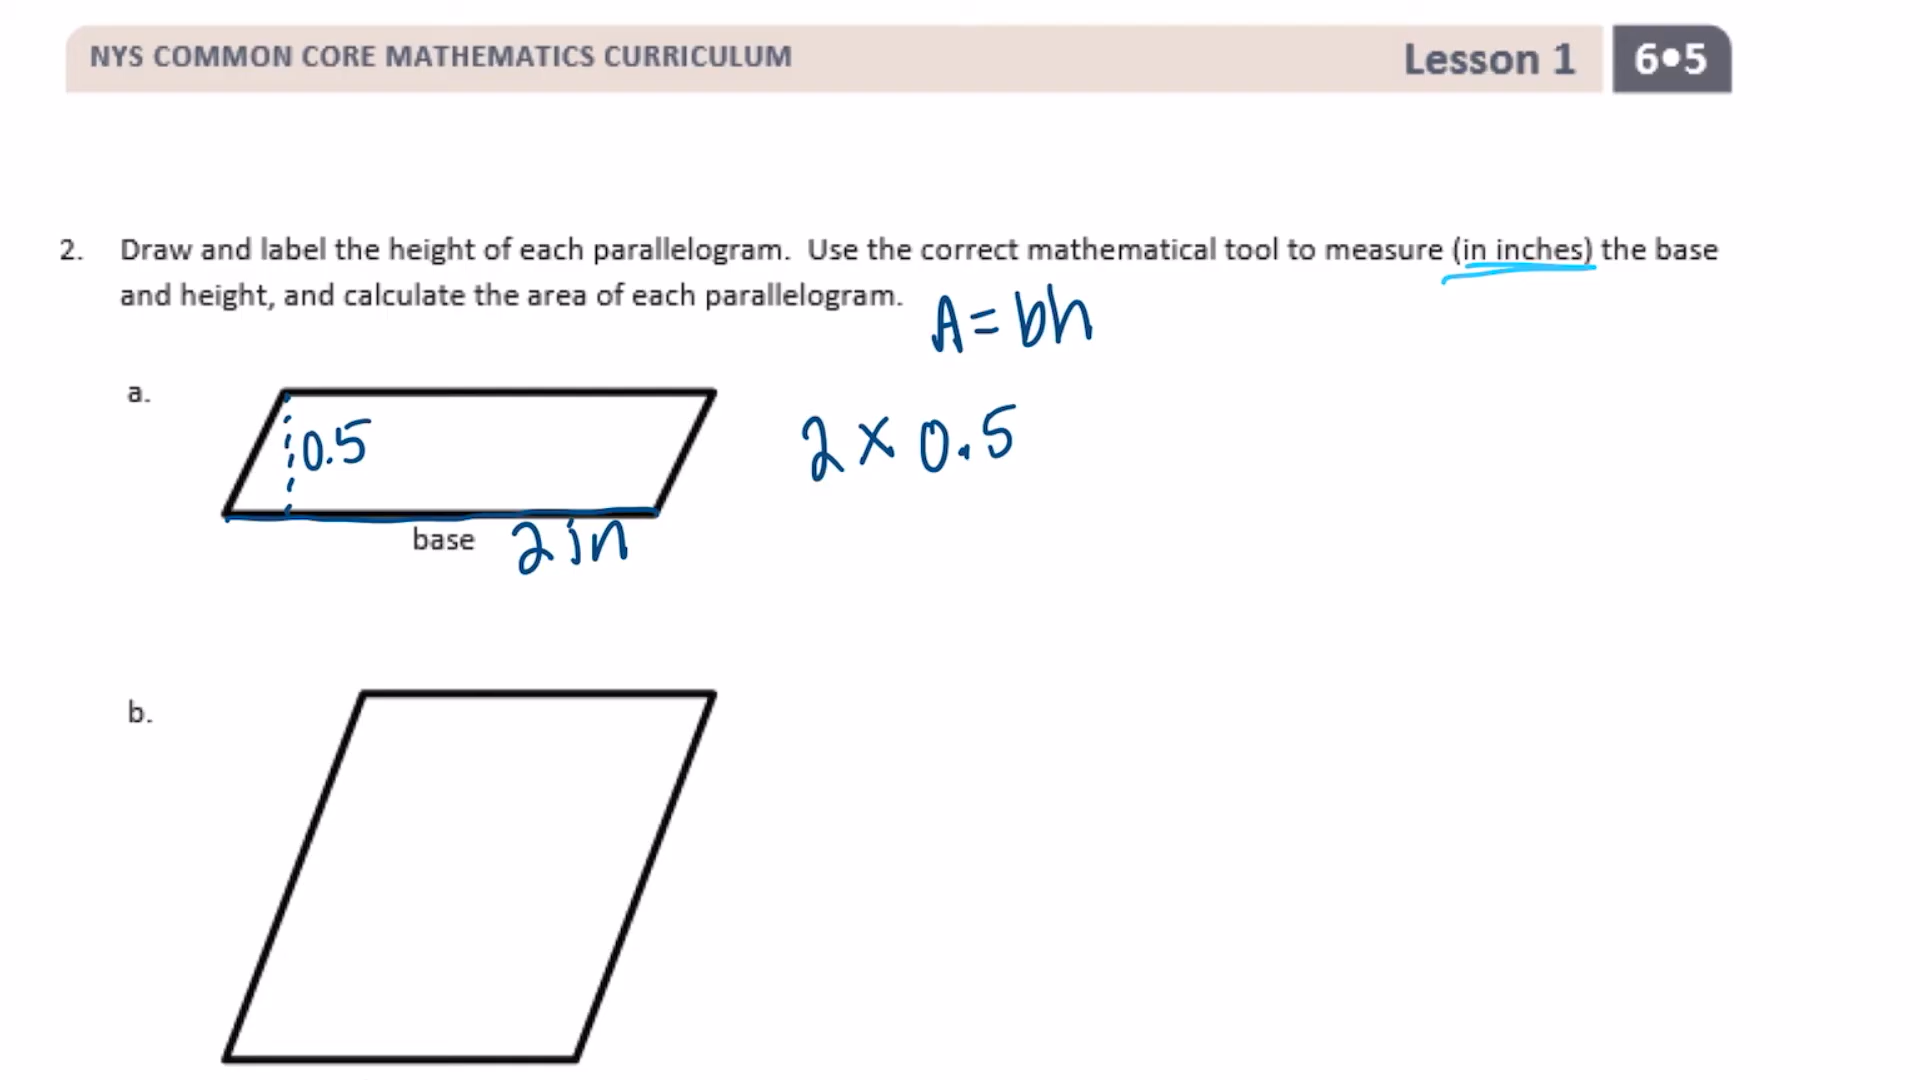 NYS COMMON CORE MATHEMATICS CURRICULUM Lesson 1 6•5
2. Draw and label the height of each parallelogram. Use the correct mathematical tool to measure (in inches) the base
and height, and calculate the area of each parallelogram.
A = bh
a.
0.5
2 x 0.5
base 2 in
b.